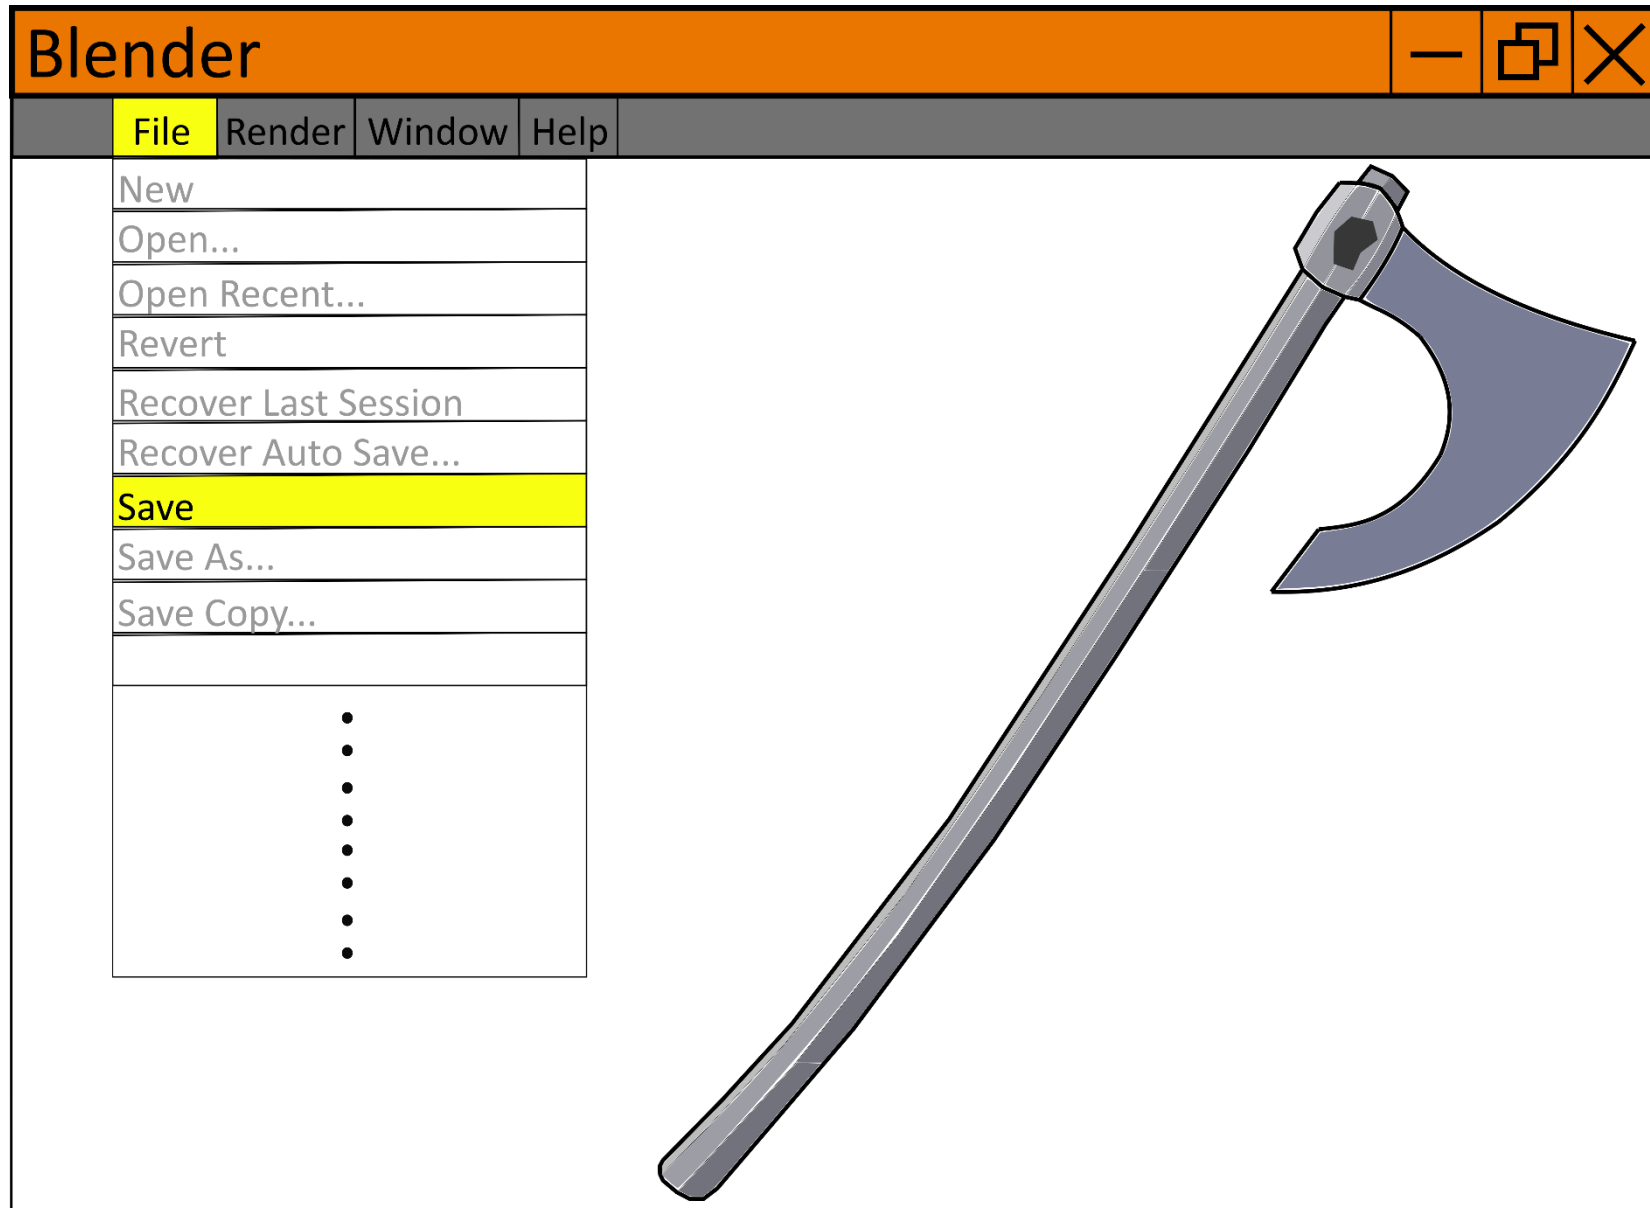 Blender
File Render Window Help
New
Open...
Open Recent...
Revert
Recover Last Session
Recover Auto Save...
Save
Save As...
Save Copy...